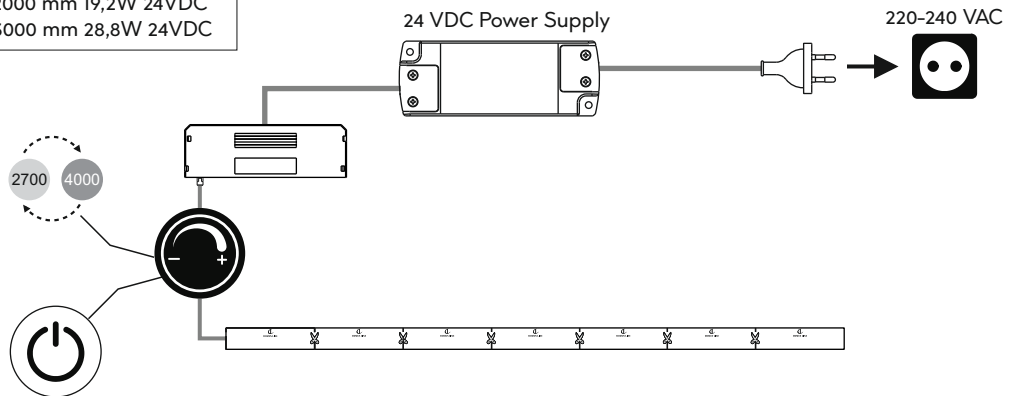 2000 mm 19,2W 24VDC
3000 mm 28,8W 24VDC
24 VDC Power Supply
220-240 VAC
2700
4000
- +